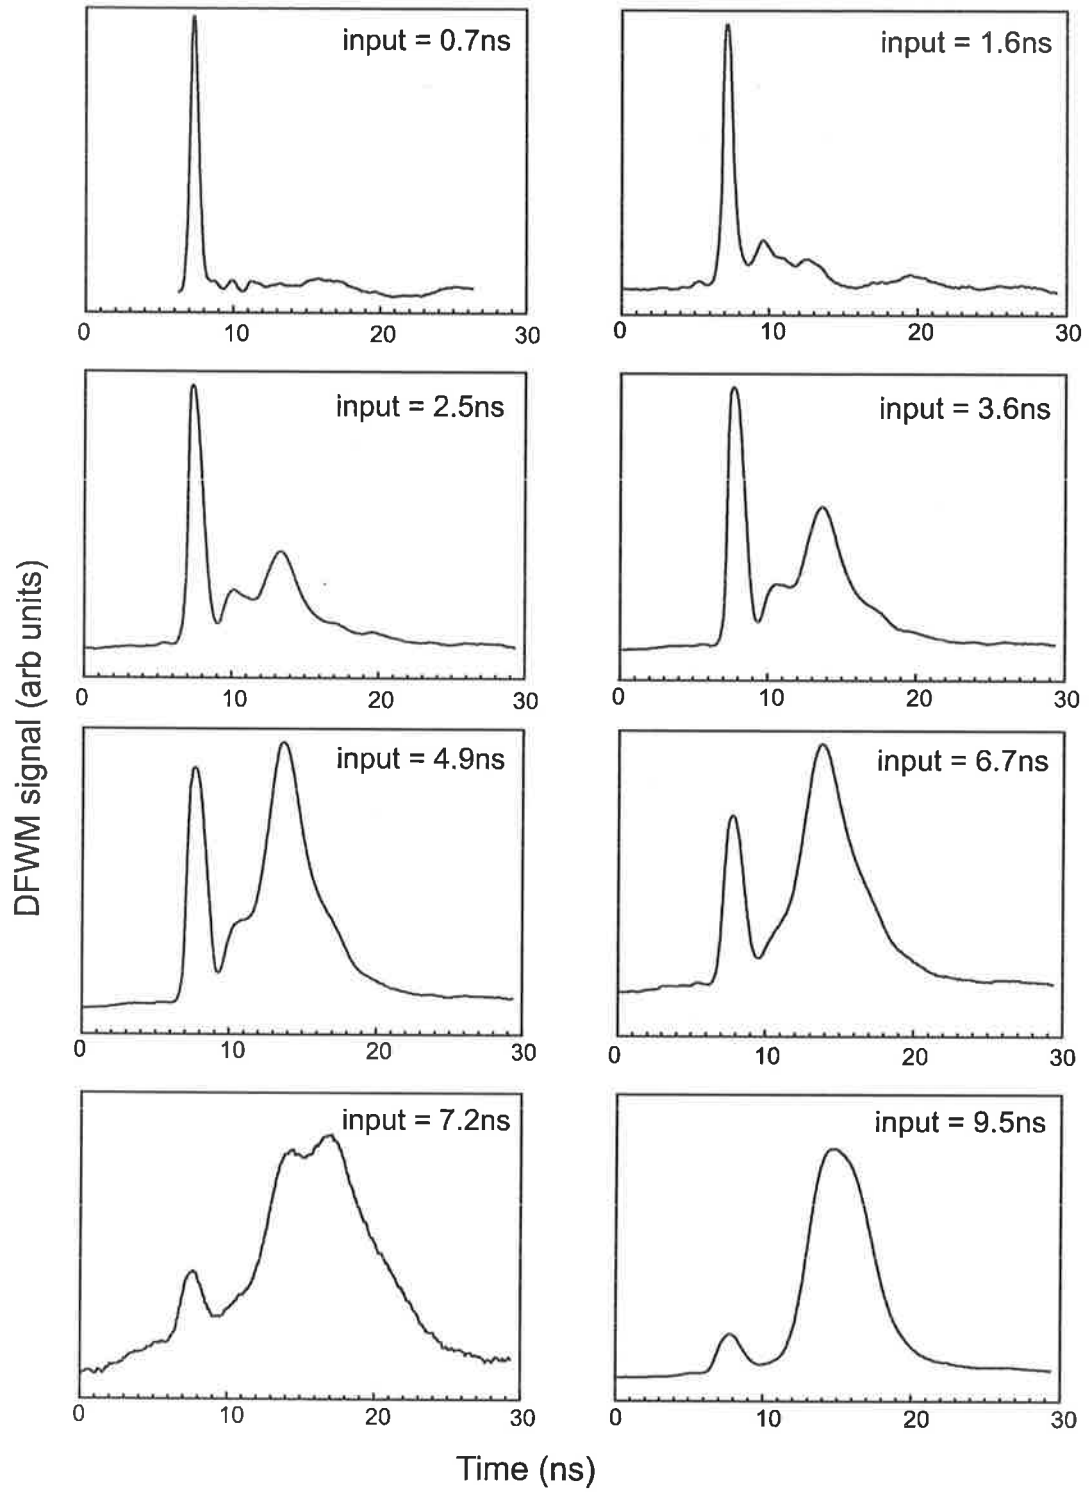 input = 0.7ns
0 10 20 30
input = 1.6ns
0 10 20 30
input = 2.5ns
0 10 20 30
input = 3.6ns
0 10 20 30
input = 4.9ns
0 10 20 30
input = 6.7ns
0 10 20 30
input = 7.2ns
0 10 20 30
input = 9.5ns
0 10 20 30
DFWM signal (arb units)
Time (ns)